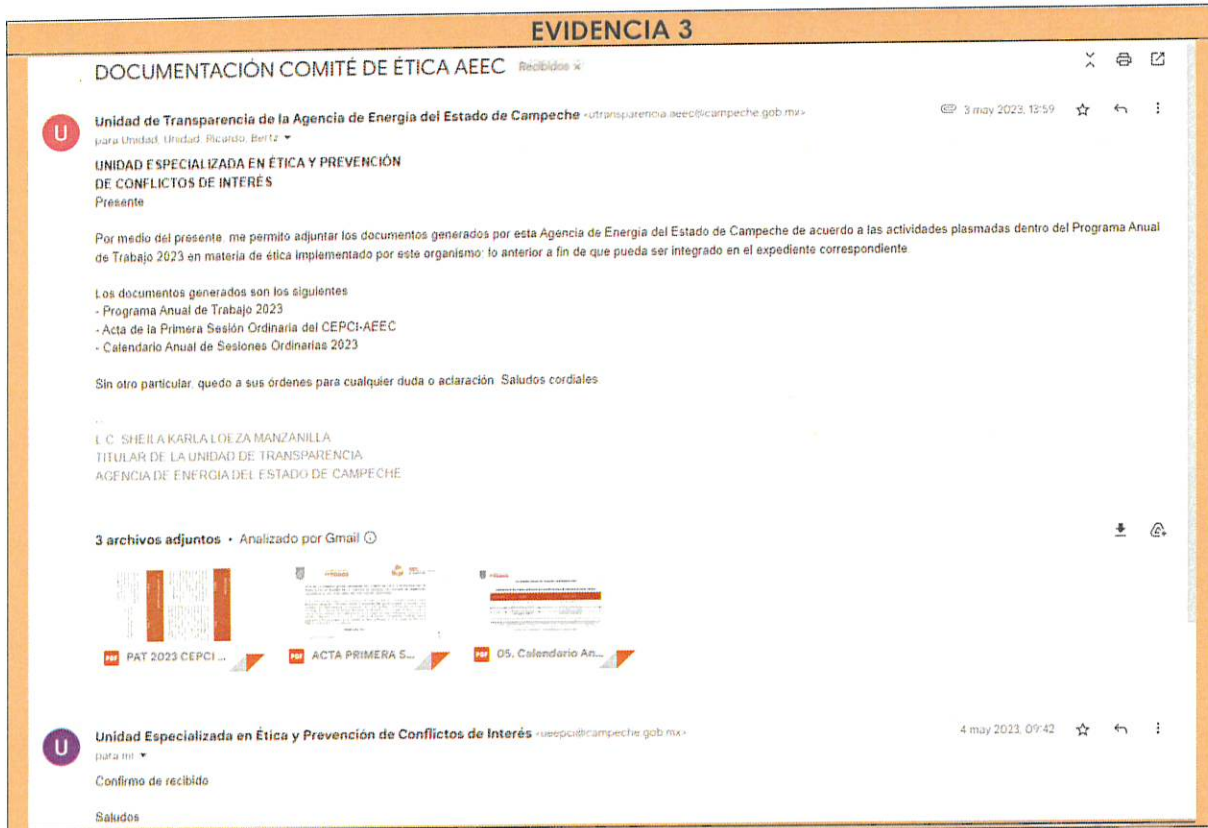 EVIDENCIA 3
DOCUMENTACIÓN COMITÉ DE ÉTICA AEEC Recibidos x
U
Unidad de Transparencia de la Agencia de Energía del Estado de Campeche <utransparencia.aeec@campeche.gob.mx>
3 may 2023, 13:59
para Unidad, Unidad, Ricardo, Bertz
UNIDAD ESPECIALIZADA EN ÉTICA Y PREVENCIÓN
DE CONFLICTOS DE INTERÉS
Presente
Por medio del presente, me permito adjuntar los documentos generados por esta Agencia de Energía del Estado de Campeche de acuerdo a las actividades plasmadas dentro del Programa Anual
de Trabajo 2023 en materia de ética implementado por este organismo; lo anterior a fin de que pueda ser integrado en el expediente correspondiente.
Los documentos generados son los siguientes
- Programa Anual de Trabajo 2023
- Acta de la Primera Sesión Ordinaria del CEPCI-AEEC
- Calendario Anual de Sesiones Ordinarias 2023
Sin otro particular, quedo a sus órdenes para cualquier duda o aclaración. Saludos cordiales
--
L.C. SHEILA KARLA LOEZA MANZANILLA
TITULAR DE LA UNIDAD DE TRANSPARENCIA
AGENCIA DE ENERGIA DEL ESTADO DE CAMPECHE
3 archivos adjuntos • Analizado por Gmail
PDF PAT 2023 CEPCI ...
PDF ACTA PRIMERA S...
PDF 05. Calendario An...
U
Unidad Especializada en Ética y Prevención de Conflictos de Interés <ueepci@campeche.gob.mx>
4 may 2023, 09:42
para mí
Confirmo de recibido
Saludos